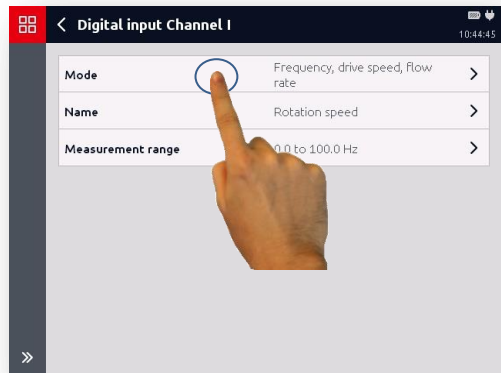 Digital input Channel I
10:44:45
Mode
Frequency, drive speed, flow
rate
Name
Rotation speed
Measurement range
0.0 to 100.0 Hz